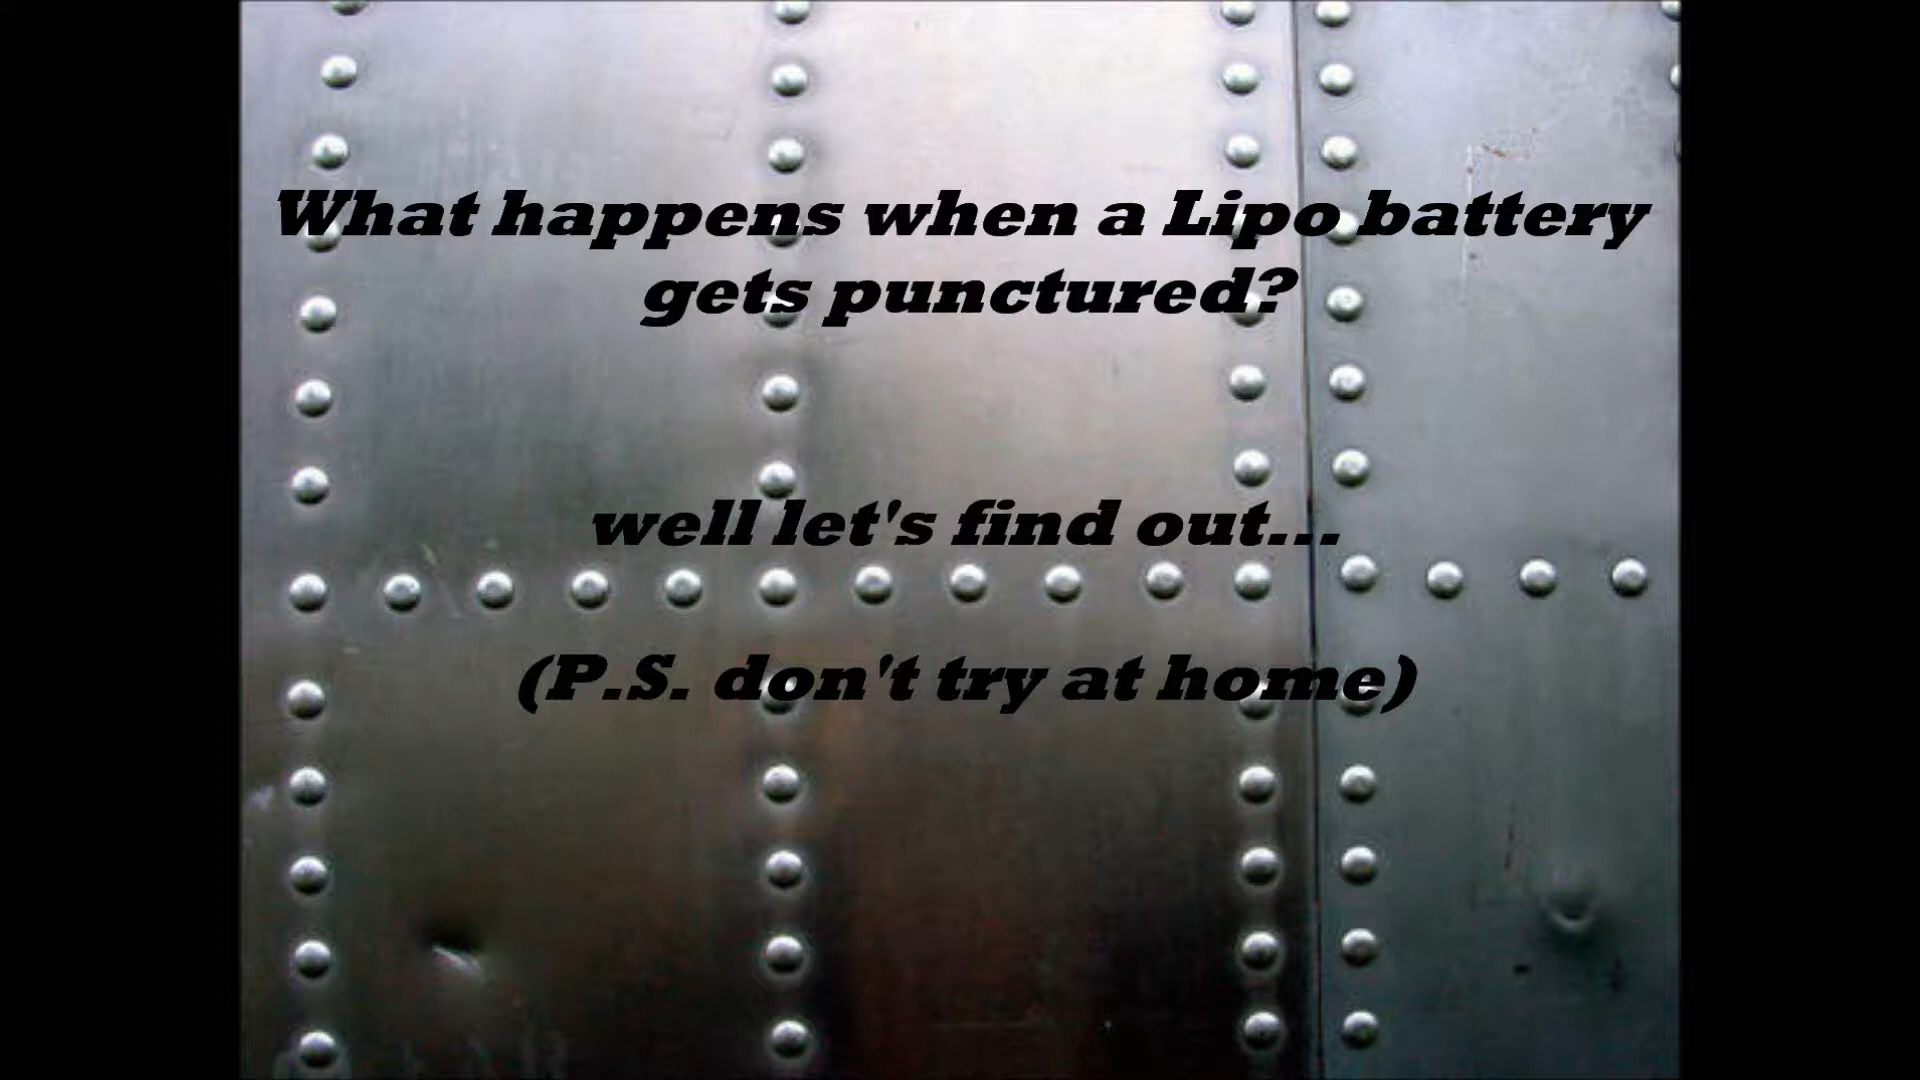 What happens when a Lipo battery
gets punctured?
well let's find out...
(P.S. don't try at home)